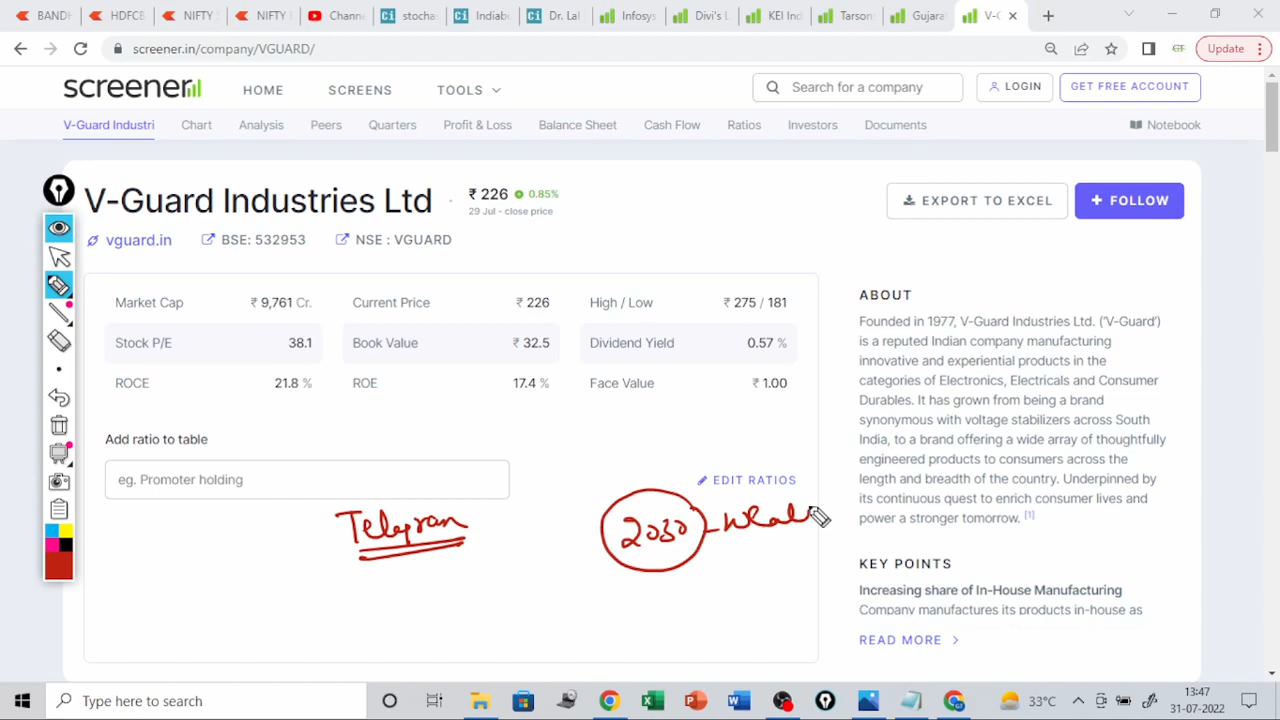 BANDH
HDFCB
NIFTY S
NIFTY
Channe
stochas
Indiabu
Dr. Lal
Infosys
Divi's L
KEI Ind
Tarson
Gujara
V-G
screener.in/company/VGUARD/
GF
Update
screener
HOME
SCREENS
TOOLS
Search for a company
LOGIN
GET FREE ACCOUNT
V-Guard Industri
Chart
Analysis
Peers
Quarters
Profit & Loss
Balance Sheet
Cash Flow
Ratios
Investors
Documents
Notebook
V-Guard Industries Ltd
₹ 226 0.85%
29 Jul - close price
EXPORT TO EXCEL
+ FOLLOW
vguard.in
BSE: 532953
NSE : VGUARD
Market Cap ₹ 9,761 Cr.
Current Price ₹ 226
High / Low ₹ 275 / 181
Stock P/E 38.1
Book Value ₹ 32.5
Dividend Yield 0.57 %
ROCE 21.8 %
ROE 17.4 %
Face Value ₹ 1.00
Add ratio to table
eg. Promoter holding
EDIT RATIOS
2030
ABOUT
Founded in 1977, V-Guard Industries Ltd. ('V-Guard')
is a reputed Indian company manufacturing
innovative and experiential products in the
categories of Electronics, Electricals and Consumer
Durables. It has grown from being a brand
synonymous with voltage stabilizers across South
India, to a brand offering a wide array of thoughtfully
engineered products to consumers across the
length and breadth of the country. Underpinned by
its continuous quest to enrich consumer lives and
power a stronger tomorrow. [1]
KEY POINTS
Increasing share of In-House Manufacturing
Company manufactures its products in-house as
READ MORE
Type here to search
33°C
13:47
31-07-2022